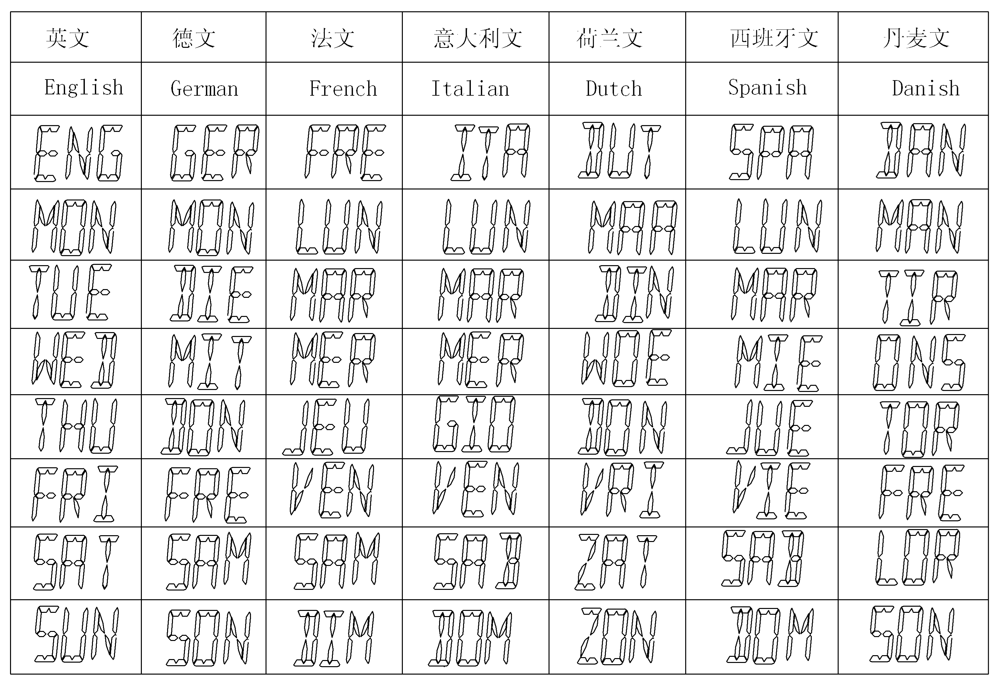 英文 德文 法文 意大利文 荷兰文 西班牙文 丹麦文
English German French Italian Dutch Spanish Danish
ENG GER FRE ITA DUT SPA DAN
MON MON LUN LUN MAA LUN MAN
TUE DIE MAR MAR DIN MAR TIR
WED MIT MER MER WOE MIE ONS
THU DON JEU GIO DON JUE TOR
FRI FRE VEN VEN VRI VIE FRE
SAT SAM SAM SAB ZAT SAB LOR
SUN SON DIM DOM ZON DOM SON